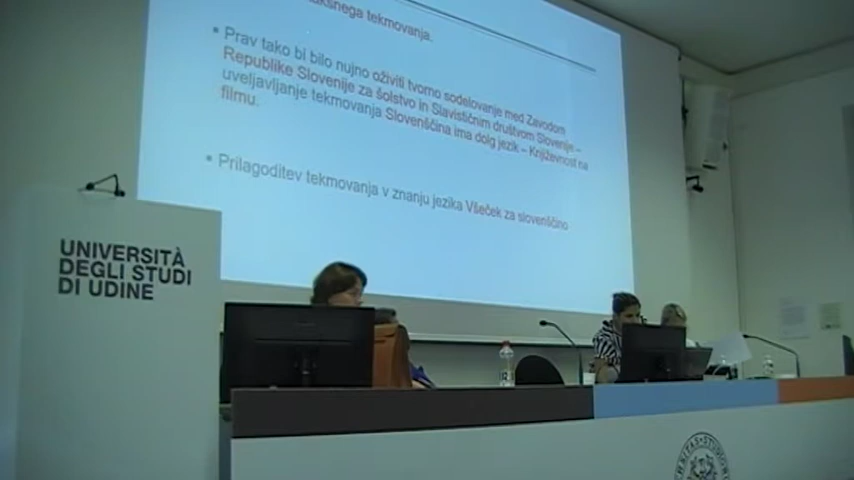 takšnega tekmovanja.
• Prav tako bi bilo nujno oživiti tvorno sodelovanje med Zavodom
Republike Slovenije za šolstvo in Slavističnim društvom Slovenije –
uveljavljanje tekmovanja Slovenščina ima dolg jezik – Književnost na
filmu.
• Prilagoditev tekmovanja v znanju jezika Všeček za slovenščino
UNIVERSITÀ
DEGLI STUDI
DI UDINE